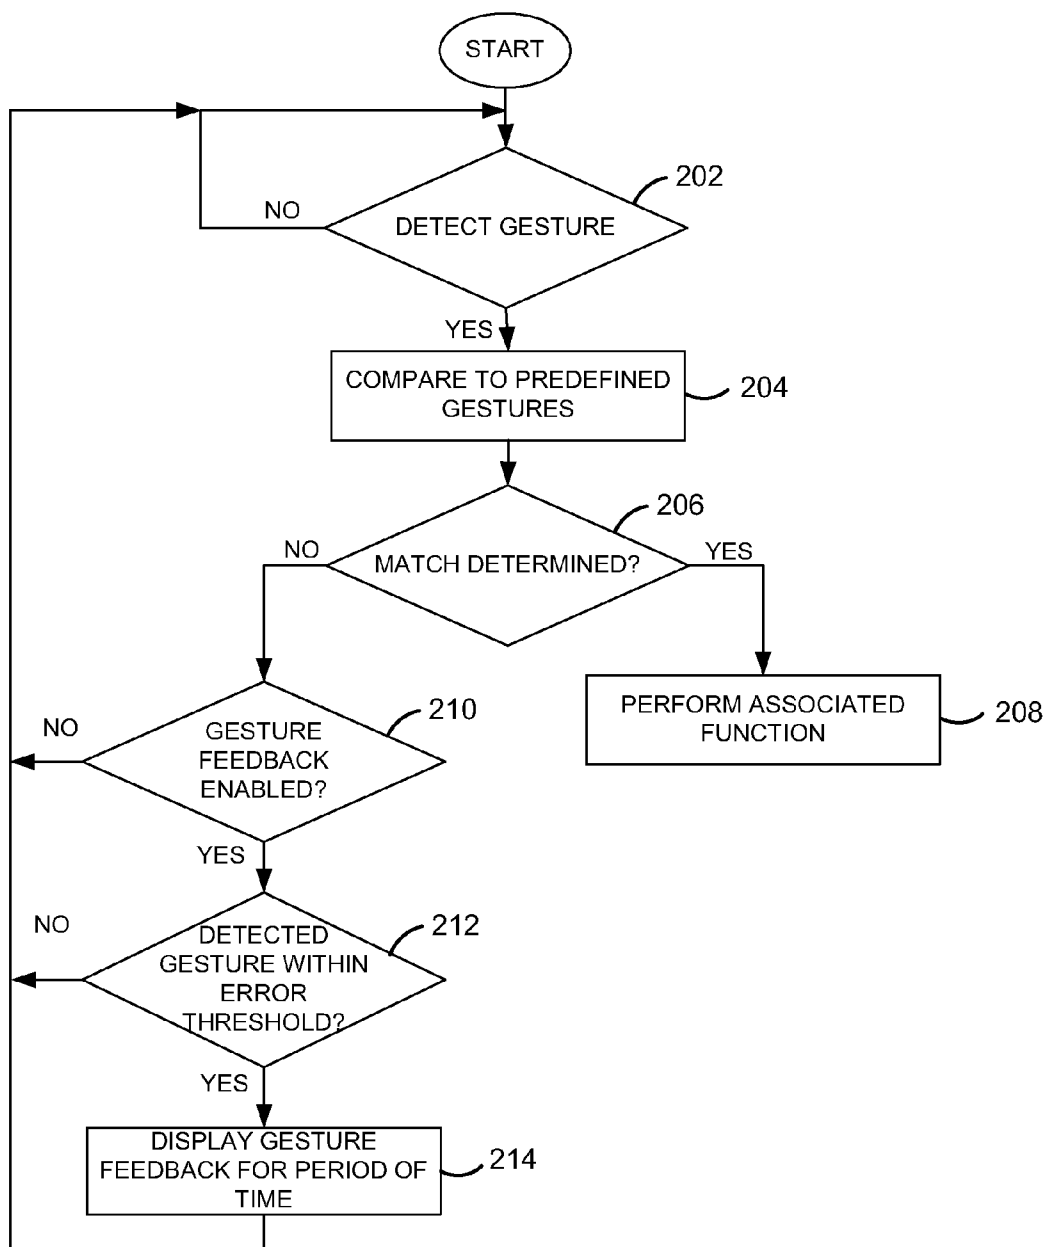 START
202
NO
DETECT GESTURE
YES
COMPARE TO PREDEFINED
GESTURES
204
206
NO
YES
MATCH DETERMINED?
PERFORM ASSOCIATED
FUNCTION
208
210
NO
GESTURE
FEEDBACK
ENABLED?
YES
212
NO
DETECTED
GESTURE WITHIN
ERROR
THRESHOLD?
YES
DISPLAY GESTURE
FEEDBACK FOR PERIOD OF
TIME
214